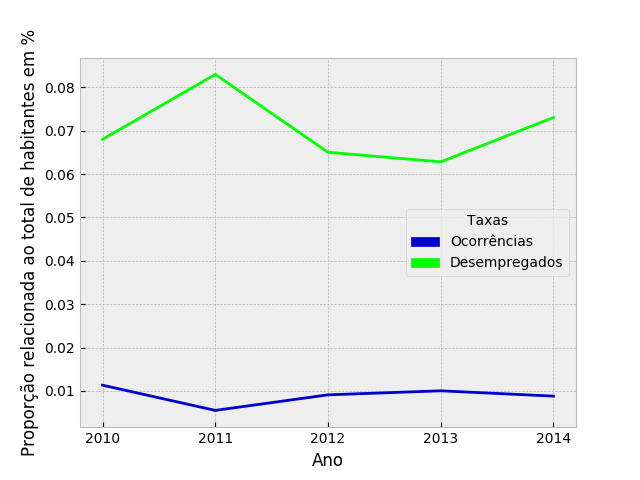 Proporção relacionada ao total de habitantes em %
0.08
0.07
0.06
0.05
0.04
0.03
0.02
0.01
Taxas
Ocorrências
Desempregados
2010 2011 2012 2013 2014
Ano